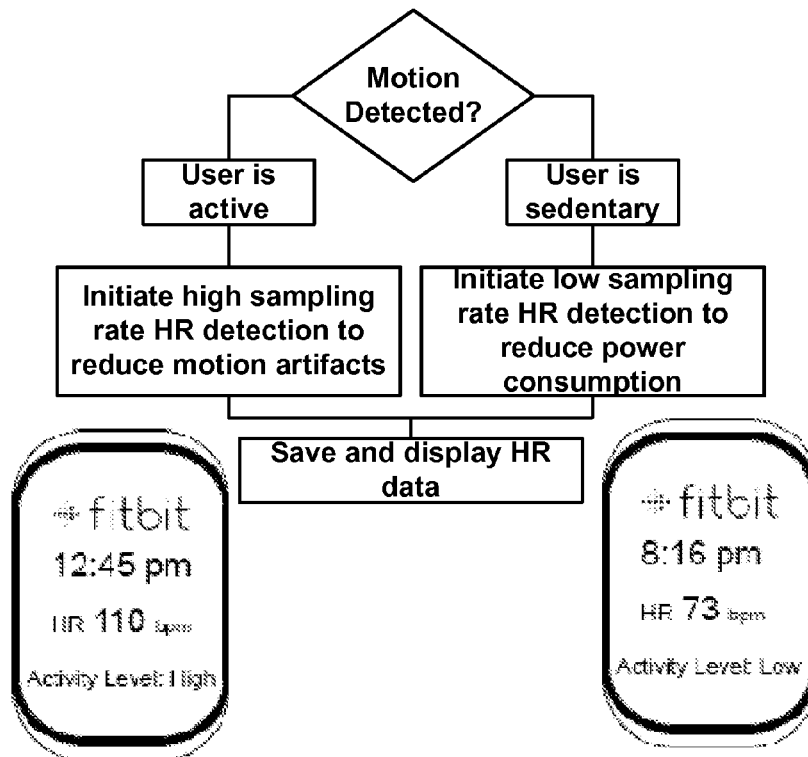 Motion
Detected?
User is
active
User is
sedentary
Initiate high sampling
rate HR detection to
reduce motion artifacts
Initiate low sampling
rate HR detection to
reduce power
consumption
Save and display HR
data
fitbit
12:45 pm
HR 110 bpm
Activity Level: High
fitbit
8:16 pm
HR 73 bpm
Activity Level: Low